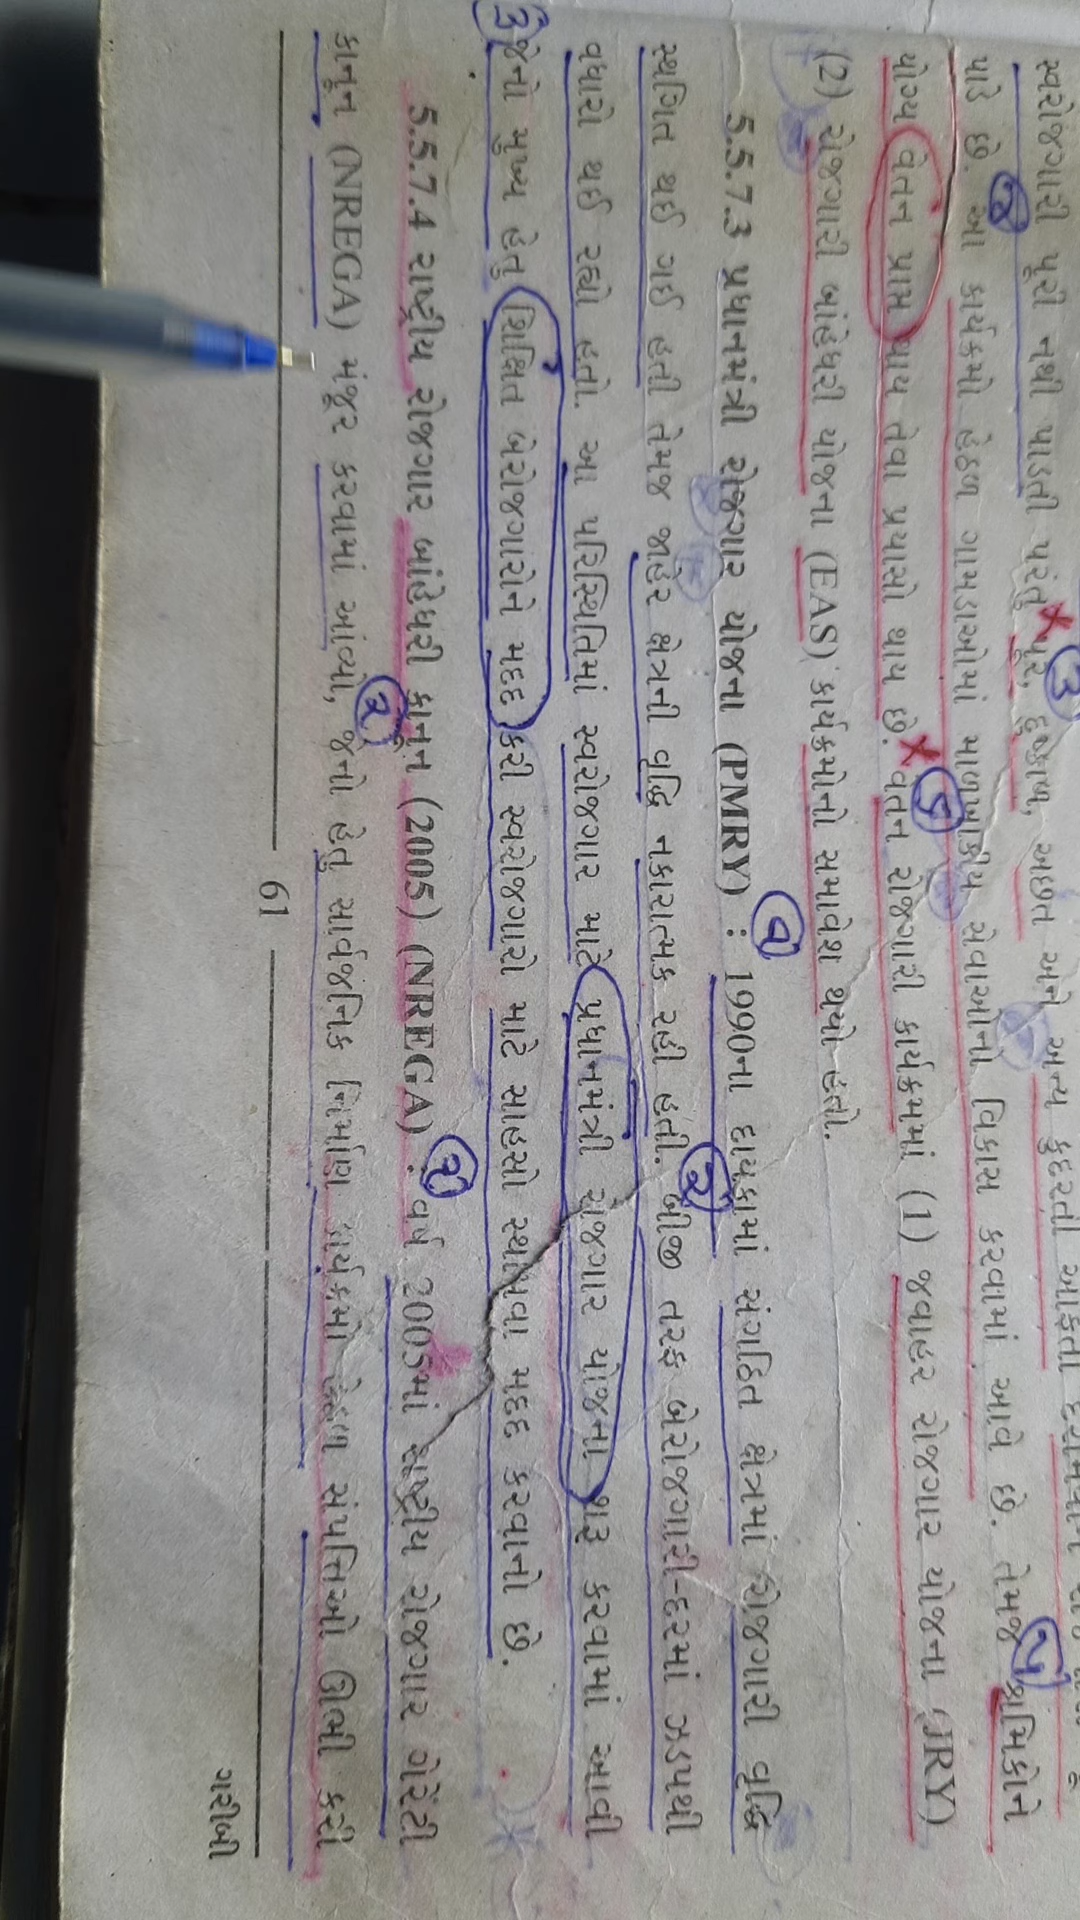 સ્વરોજગારી પૂરી નથી પાડતી પરંતુ પૂર, દુષ્કાળ, અછત અને અન્ય કુદરતી આફતો દરમિયાન
પાડે છે. આ કાર્યક્રમો હેઠળ ગામડાઓમાં માળખાકીય સેવાઓનો વિકાસ કરવામાં આવે છે. તેમજ શ્રમિકોને
યોગ્ય વેતન પ્રાપ્ત થાય તેવા પ્રયાસો થાય છે. વેતન રોજગારી કાર્યક્રમમાં (1) જવાહર રોજગાર યોજના (JRY)
(2) રોજગારી બાંહેધરી યોજના (EAS) કાર્યક્રમોનો સમાવેશ થયો હતો.
5.5.7.3 પ્રધાનમંત્રી રોજગાર યોજના (PMRY) : 1990ના દાયકામાં સંગઠિત ક્ષેત્રમાં રોજગારી વૃદ્ધિ
સ્થગિત થઈ ગઈ હતી તેમજ જાહેર ક્ષેત્રની વૃદ્ધિ નકારાત્મક રહી હતી. બીજી તરફ બેરોજગારી-દરમાં ઝડપથી
વધારો થઈ રહ્યો હતો. આ પરિસ્થિતિમાં સ્વરોજગાર માટે પ્રધાનમંત્રી રોજગાર યોજના શરૂ કરવામાં આવી
જેનો મુખ્ય હેતુ શિક્ષિત બેરોજગારોને મદદ કરી સ્વરોજગારી માટે સાહસો સ્થાપવા મદદ કરવાનો છે.
5.5.7.4 રાષ્ટ્રીય રોજગાર બાંહેધરી કાનૂન (2005) (NREGA) : વર્ષ 2005માં રાષ્ટ્રીય રોજગાર ગેરંટી
કાનૂન (NREGA) મંજૂર કરવામાં આવ્યો, જેનો હેતુ સાર્વજનિક નિર્માણ કાર્યક્રમો હેઠળ સંપત્તિઓ ઊભી કરી
61
ગરીબી